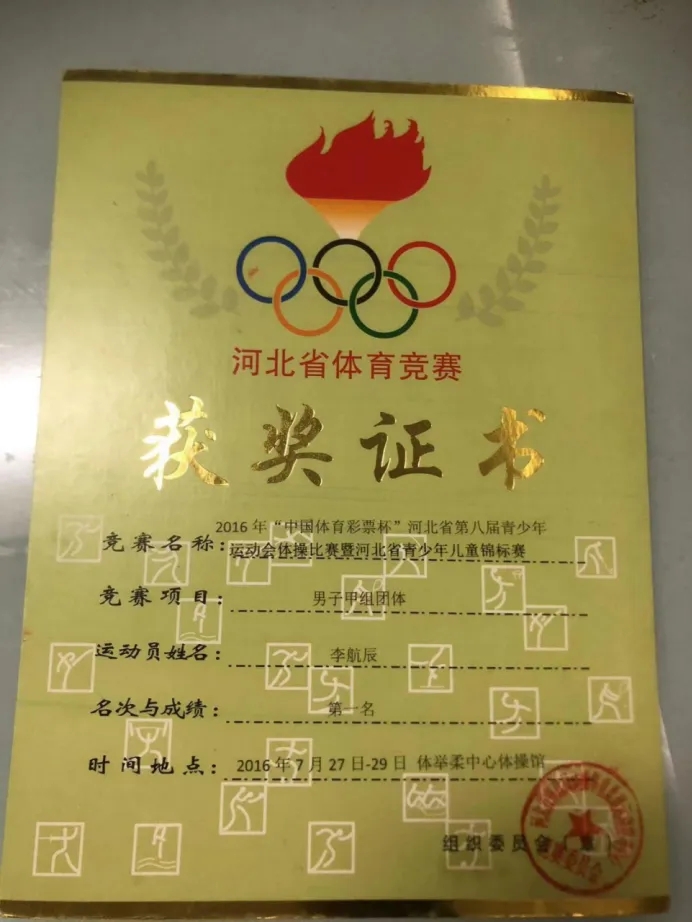 河北省体育竞赛
获奖证书
2016年“中国体育彩票杯”河北省第八届青少年
竞赛名称：运动会体操比赛暨河北省青少年儿童锦标赛
竞赛项目：男子甲组团体
运动员姓名：李航辰
名次与成绩：第一名
时间地点：2016年7月27日-29日 体举柔中心体操馆
组织委员会（章）